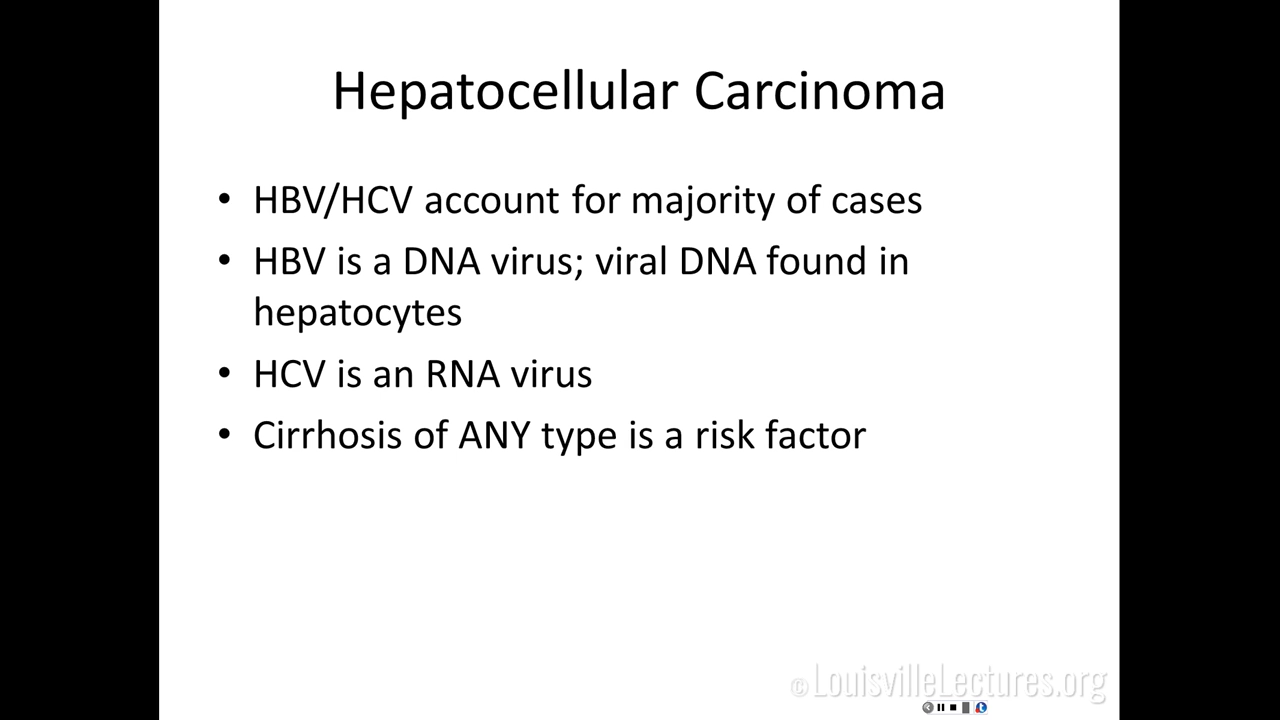 Hepatocellular Carcinoma
• HBV/HCV account for majority of cases
• HBV is a DNA virus; viral DNA found in
hepatocytes
• HCV is an RNA virus
• Cirrhosis of ANY type is a risk factor
© LouisvilleLectures.org